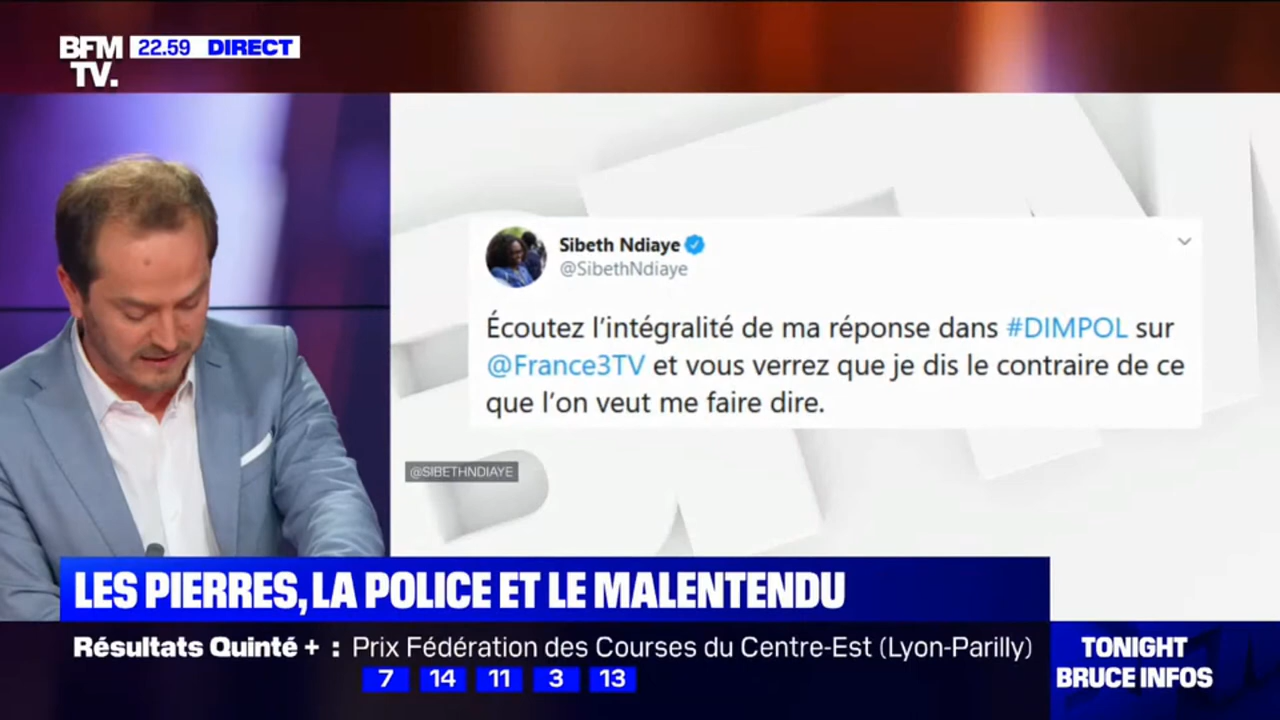 BFM
TV.
22.59 DIRECT
Sibeth Ndiaye
@SibethNdiaye
Écoutez l’intégralité de ma réponse dans #DIMPOL sur
@France3TV et vous verrez que je dis le contraire de ce
que l’on veut me faire dire.
@SIBETHNDIAYE
LES PIERRES, LA POLICE ET LE MALENTENDU
Résultats Quinté + : Prix Fédération des Courses du Centre-Est (Lyon-Parilly)
7 14 11 3 13
TONIGHT
BRUCE INFOS